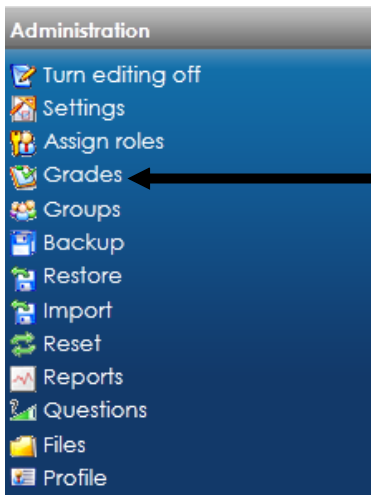 Administration
Turn editing off
Settings
Assign roles
Grades
Groups
Backup
Restore
Import
Reset
Reports
Questions
Files
Profile